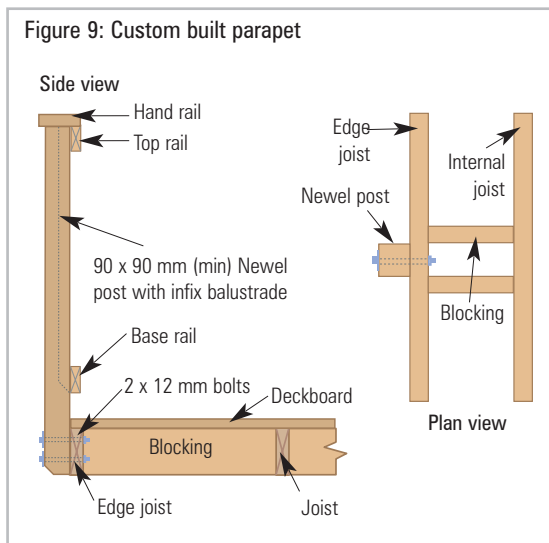 Figure 9: Custom built parapet
Side view
Hand rail
Top rail
90 x 90 mm (min) Newel
post with infix balustrade
Base rail
2 x 12 mm bolts
Deckboard
Blocking
Edge joist
Joist
Edge
joist
Internal
joist
Newel post
Blocking
Plan view